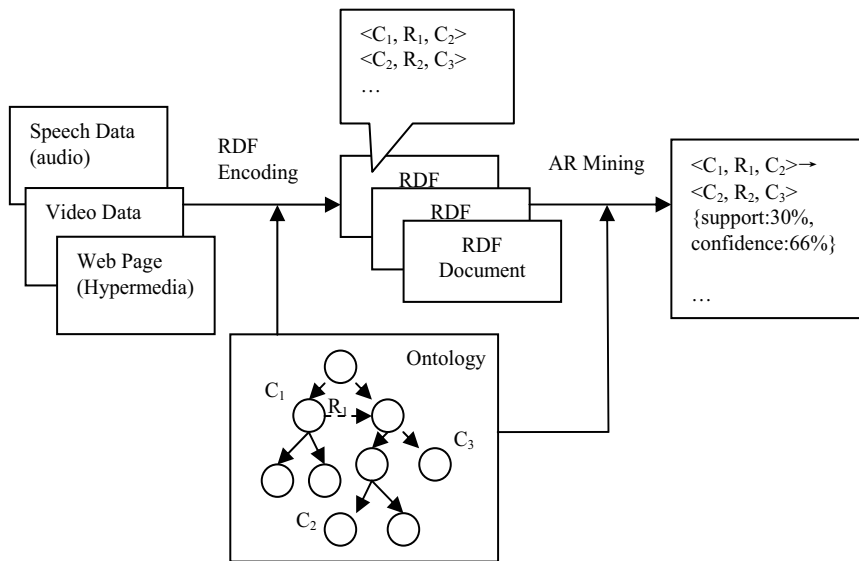 <C₁, R₁, C₂>
<C₂, R₂, C₃>
…
Speech Data
(audio)
Video Data
Web Page
(Hypermedia)
RDF
Encoding
RDF
RDF
RDF
Document
AR Mining
<C₁, R₁, C₂>→
<C₂, R₂, C₃>
{support:30%,
confidence:66%}
…
Ontology
C₁
R₁
C₃
C₂